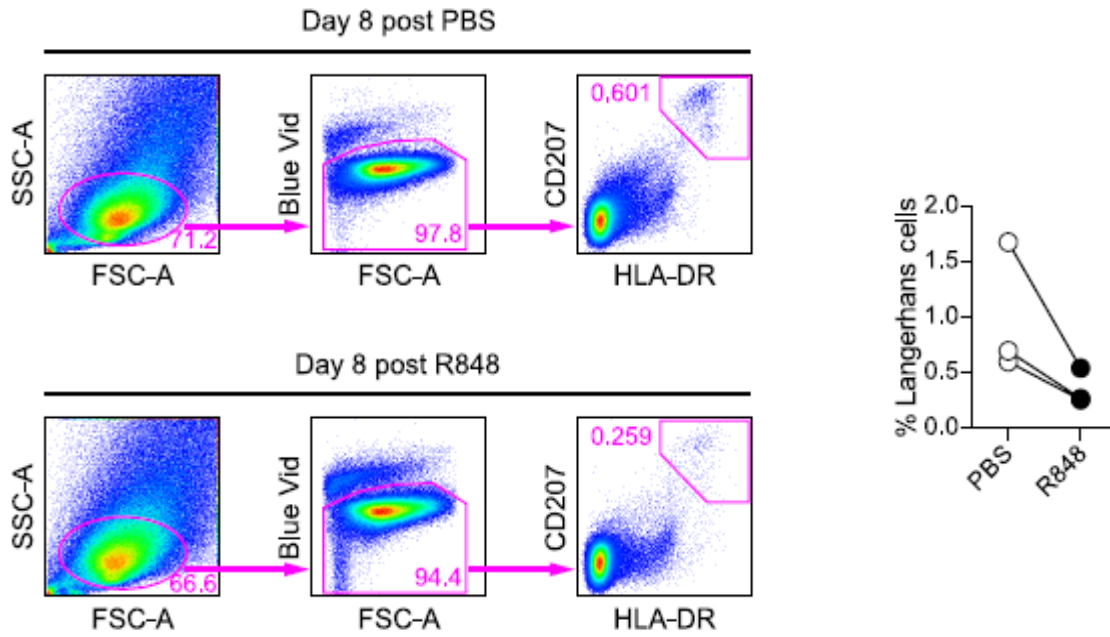 Day 8 post PBS
SSC-A
71.2
FSC-A
Blue Vid
97.8
FSC-A
CD207
0.601
HLA-DR
Day 8 post R848
SSC-A
66.6
FSC-A
Blue Vid
94.4
FSC-A
CD207
0.259
HLA-DR
% Langerhans cells
2.0
1.5
1.0
0.5
0.0
PBS
R848